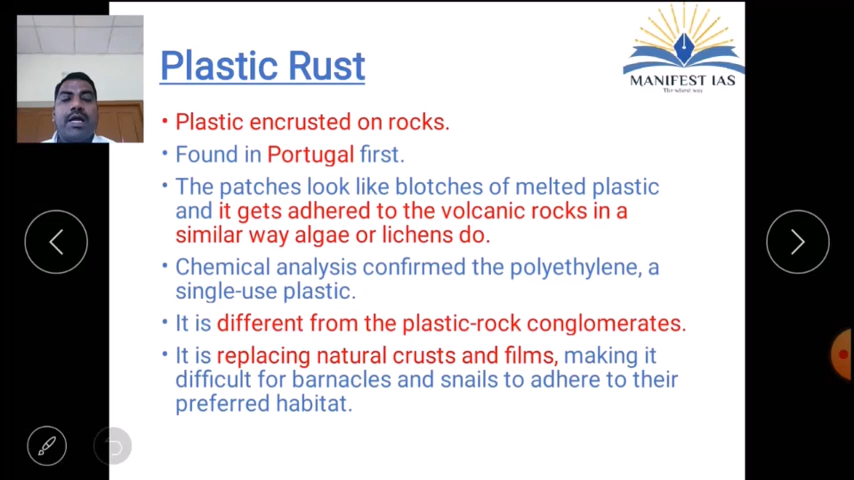 Plastic Rust
MANIFEST IAS
• Plastic encrusted on rocks.
• Found in Portugal first.
• The patches look like blotches of melted plastic
and it gets adhered to the volcanic rocks in a
similar way algae or lichens do.
• Chemical analysis confirmed the polyethylene, a
single-use plastic.
• It is different from the plastic-rock conglomerates.
• It is replacing natural crusts and films, making it
difficult for barnacles and snails to adhere to their
preferred habitat.